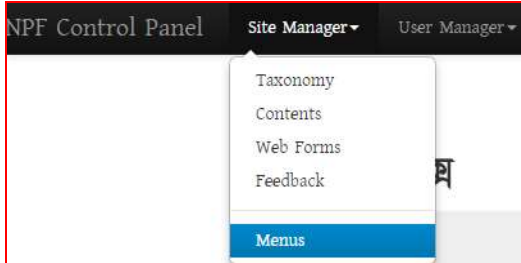 NPF Control Panel Site Manager User Manager
Taxonomy
Contents
Web Forms
Feedback
Menus